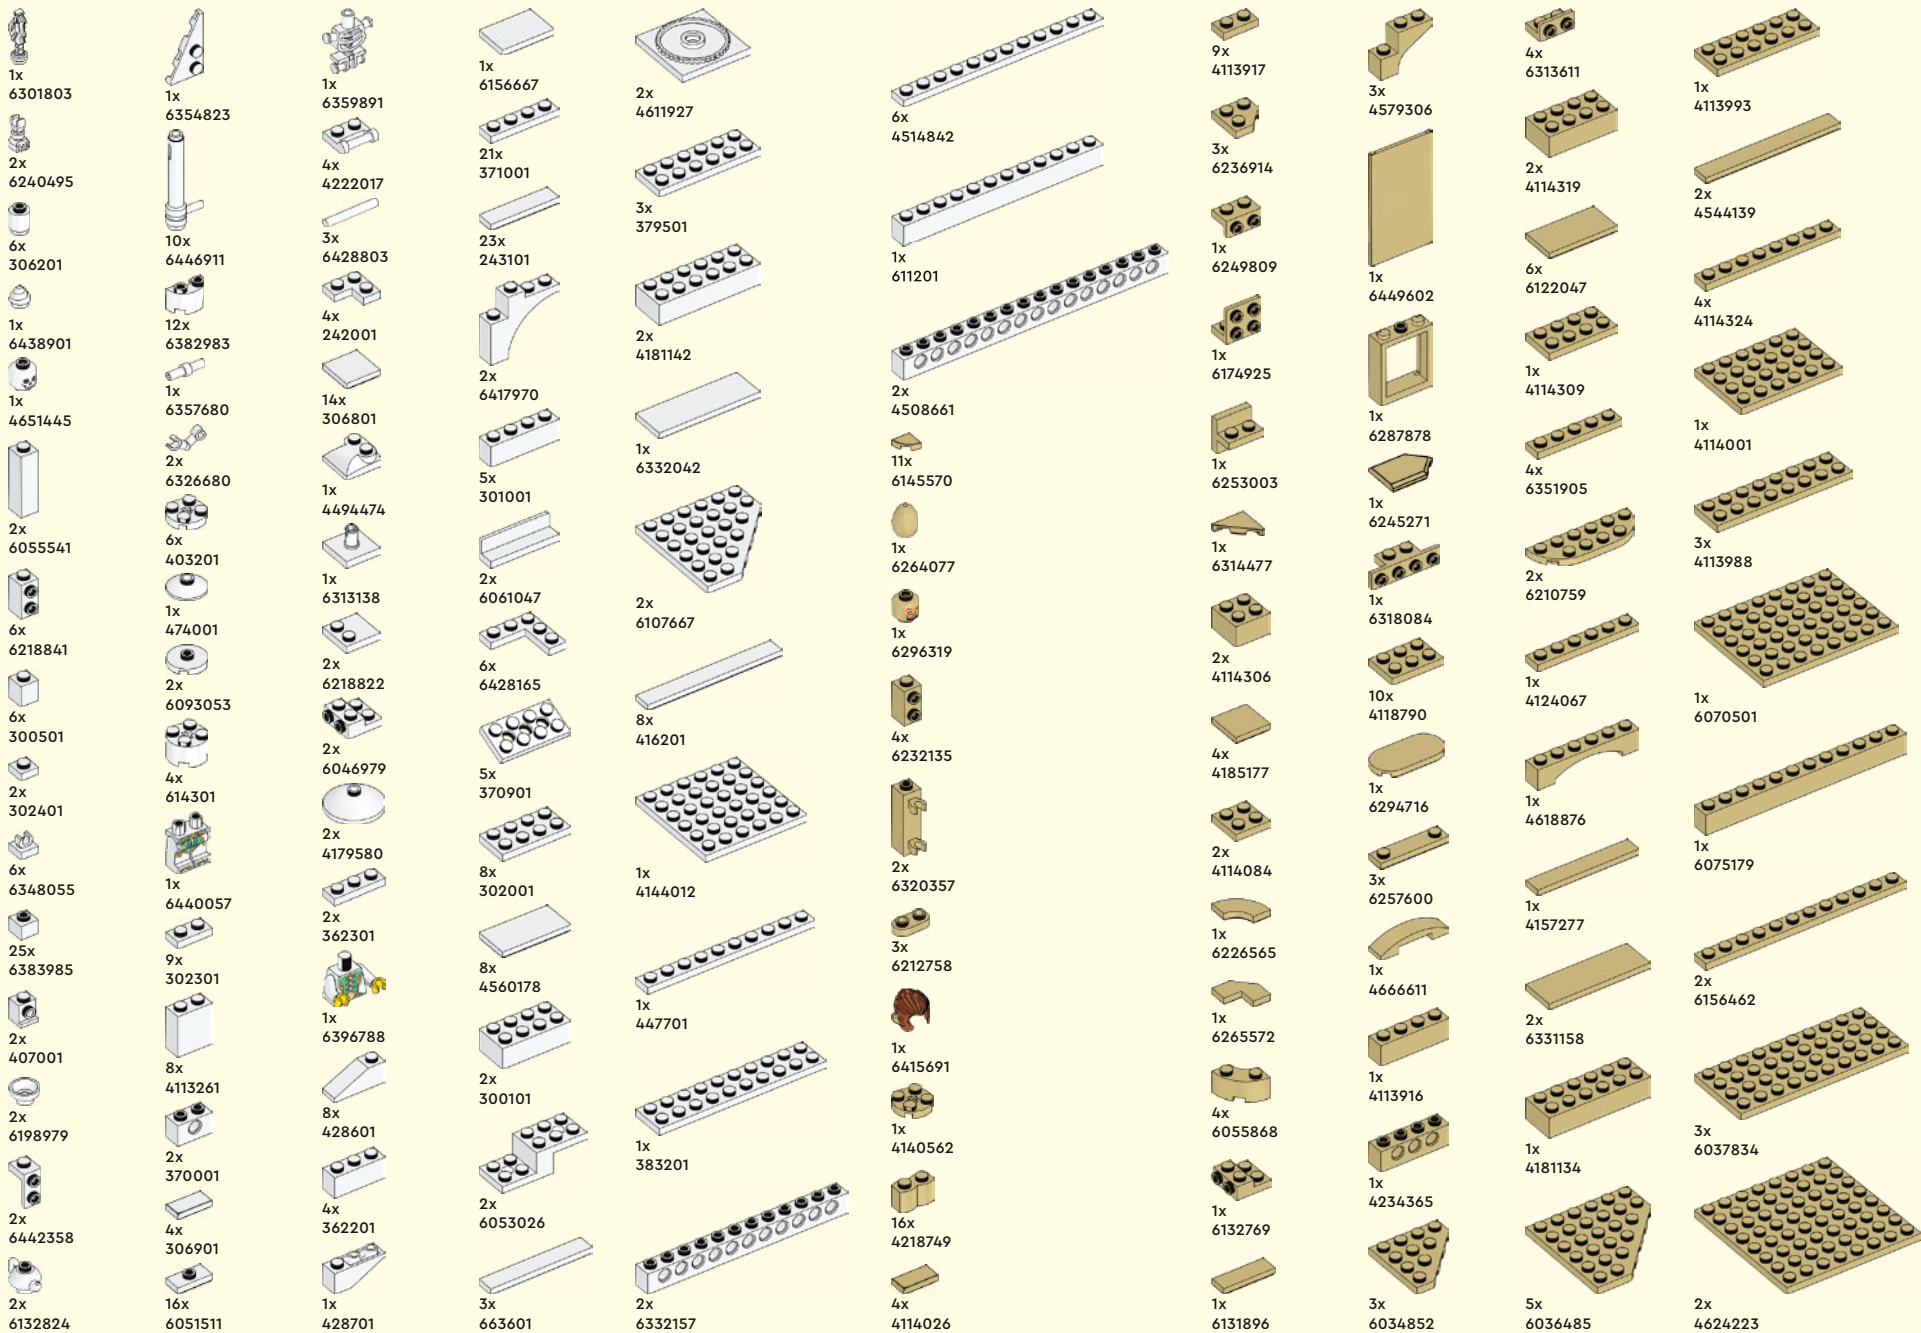 1x
6301803
2x
6240495
6x
306201
1x
6438901
1x
4651445
2x
6055541
6x
6218841
6x
300501
2x
302401
6x
6348055
25x
6383985
2x
407001
2x
6198979
2x
6442358
2x
6132824
1x
6354823
10x
6446911
12x
6382983
1x
6357680
2x
6326680
6x
403201
1x
474001
2x
6093053
4x
614301
1x
6440057
9x
302301
8x
4113261
2x
370001
4x
306901
16x
6051511
1x
6359891
4x
4222017
3x
6428803
4x
242001
14x
306801
1x
4494474
1x
6313138
2x
6218822
2x
6046979
2x
4179580
2x
362301
1x
6396788
8x
428601
4x
362201
1x
428701
1x
6156667
21x
371001
23x
243101
2x
6417970
5x
301001
2x
6061047
6x
6428165
5x
370901
8x
302001
8x
4560178
2x
300101
2x
6053026
3x
663601
2x
4611927
3x
379501
2x
4181142
1x
6332042
2x
6107667
8x
416201
1x
4144012
1x
447701
1x
383201
2x
6332157
6x
4514842
1x
611201
2x
4508661
11x
6145570
1x
6264077
1x
6296319
4x
6232135
2x
6320357
3x
6212758
1x
6415691
1x
4140562
16x
4218749
4x
4114026
9x
4113917
3x
6236914
1x
6249809
1x
6174925
1x
6253003
1x
6314477
2x
4114306
4x
4185177
2x
4114084
1x
6226565
1x
6265572
4x
6055868
1x
6132769
1x
6131896
3x
4579306
1x
6449602
1x
6287878
1x
6245271
1x
6318084
10x
4118790
1x
6294716
3x
6257600
1x
4666611
1x
4113916
1x
4234365
3x
6034852
4x
6313611
2x
4114319
6x
6122047
1x
4114309
4x
6351905
2x
6210759
1x
4124067
1x
4618876
1x
4157277
2x
6331158
1x
4181134
5x
6036485
1x
4113993
2x
4544139
4x
4114324
1x
4114001
3x
4113988
1x
6070501
1x
6075179
2x
6156462
3x
6037834
2x
4624223